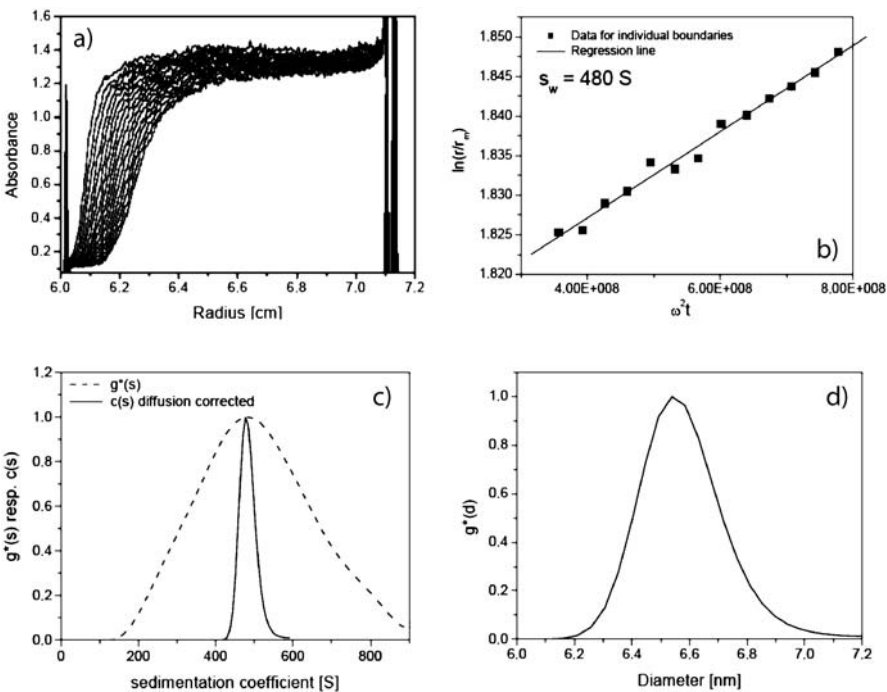 a)
1.6
1.4
1.2
1.0
0.8
0.6
0.4
0.2
Absorbance
6.0 6.2 6.4 6.6 6.8 7.0 7.2
Radius [cm]
■ Data for individual boundaries
— Regression line
s_w = 480 S
1.850
1.845
1.840
1.835
1.830
1.825
1.820
ln(r/r_m)
b)
4.00E+008 6.00E+008 8.00E+008
ω²t
- - - g*(s)
— c(s) diffusion corrected
c)
1.2
1.0
0.8
0.6
0.4
0.2
0.0
g*(s) resp. c(s)
0 200 400 600 800
sedimentation coefficient [S]
d)
1.0
0.8
0.6
0.4
0.2
0.0
g*(d)
6.0 6.2 6.4 6.6 6.8 7.0 7.2
Diameter [nm]